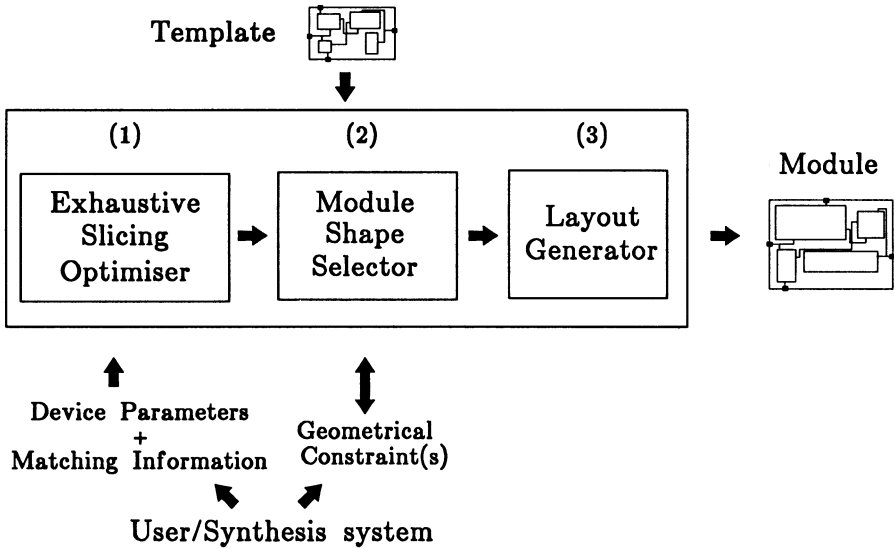 Template
(1)
(2)
(3)
Module
Exhaustive
Slicing
Optimiser
Module
Shape
Selector
Layout
Generator
Device Parameters
+
Matching Information
Geometrical
Constraint(s)
User/Synthesis system